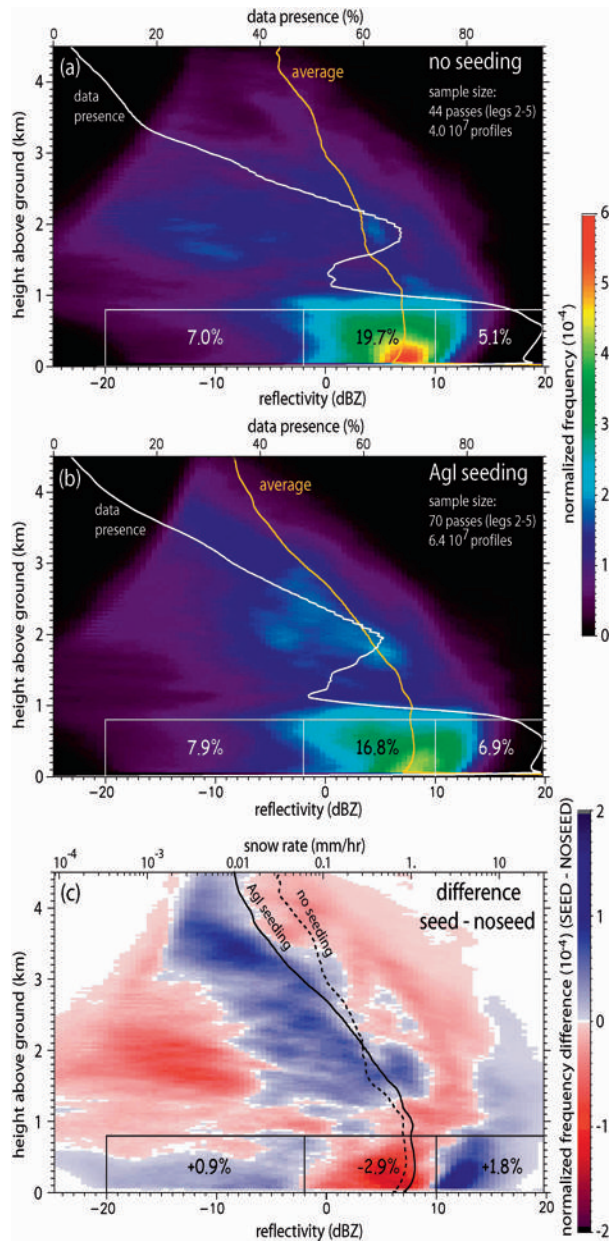 data presence (%)
0 20 40 60 80
(a)
no seeding
average
data
presence
sample size:
44 passes (legs 2-5)
4.0 10⁷ profiles
height above ground (km)
4
3
2
1
0
7.0% 19.7% 5.1%
−20 −10 0 10 20
reflectivity (dBZ)
data presence (%)
0 20 40 60 80
(b)
AgI seeding
average
data
presence
sample size:
70 passes (legs 2-5)
6.4 10⁷ profiles
height above ground (km)
4
3
2
1
0
7.9% 16.8% 6.9%
−20 −10 0 10 20
reflectivity (dBZ)
normalized frequency (10⁻⁴)
6
5
4
3
2
1
0
snow rate (mm/hr)
10⁻⁴ 10⁻³ 0.01 0.1 1. 10
(c)
difference
seed - noseed
AgI seeding
no seeding
height above ground (km)
4
3
2
1
0
+0.9% -2.9% +1.8%
−20 −10 0 10 20
reflectivity (dBZ)
normalized frequency difference (10⁻⁴) (SEED - NOSEED)
2
1
0
-1
-2